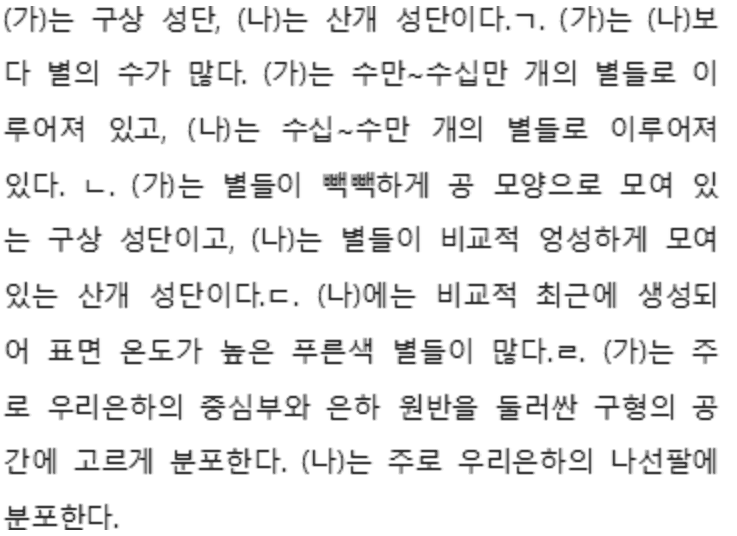 (가)는 구상 성단, (나)는 산개 성단이다.ㄱ. (가)는 (나)보
다 별의 수가 많다. (가)는 수만~수십만 개의 별들로 이
루어져 있고, (나)는 수십~수만 개의 별들로 이루어져
있다. ㄴ. (가)는 별들이 빽빽하게 공 모양으로 모여 있
는 구상 성단이고, (나)는 별들이 비교적 엉성하게 모여
있는 산개 성단이다.ㄷ. (나)에는 비교적 최근에 생성되
어 표면 온도가 높은 푸른색 별들이 많다.ㄹ. (가)는 주
로 우리은하의 중심부와 은하 원반을 둘러싼 구형의 공
간에 고르게 분포한다. (나)는 주로 우리은하의 나선팔에
분포한다.